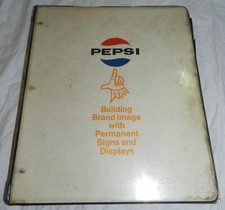 PEPSI
Building
Brand Image
with
Permanent
Signs and
Displays